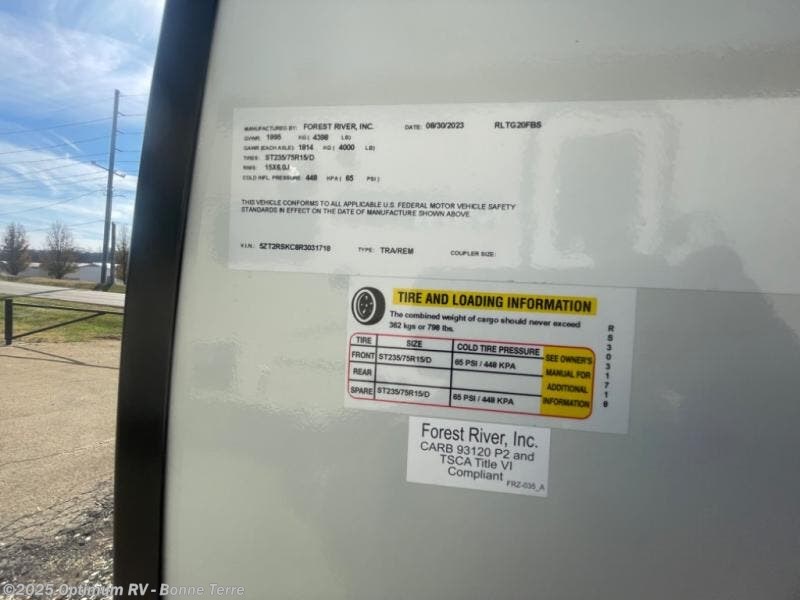 MANUFACTURED BY: FOREST RIVER, INC. DATE: 08/30/2023 RLTG20FBS
GVWR: 1995 KG ( 4398 LB)
GAWR (EACH AXLE): 1814 KG ( 4000 LB)
TIRES: ST235/75R15/D
RIMS: 15X6.0J
COLD INFL. PRESSURE 448 KPA ( 65 PSI )
THIS VEHICLE CONFORMS TO ALL APPLICABLE U.S. FEDERAL MOTOR VEHICLE SAFETY
STANDARDS IN EFFECT ON THE DATE OF MANUFACTURE SHOWN ABOVE
V.I.N.: 5ZT2RSKC8R3031718 TYPE: TRA/REM COUPLER SIZE:
TIRE AND LOADING INFORMATION
The combined weight of cargo should never exceed
362 kgs or 798 lbs.
TIRE SIZE COLD TIRE PRESSURE
FRONT ST235/75R15/D 65 PSI / 448 KPA
REAR
SPARE ST235/75R15/D 65 PSI / 448 KPA
SEE OWNER'S
MANUAL FOR
ADDITIONAL
INFORMATION
RS3031718
Forest River, Inc.
CARB 93120 P2 and
TSCA Title VI
Compliant
FRZ-035_A
©2025 Optimum RV - Bonne Terre